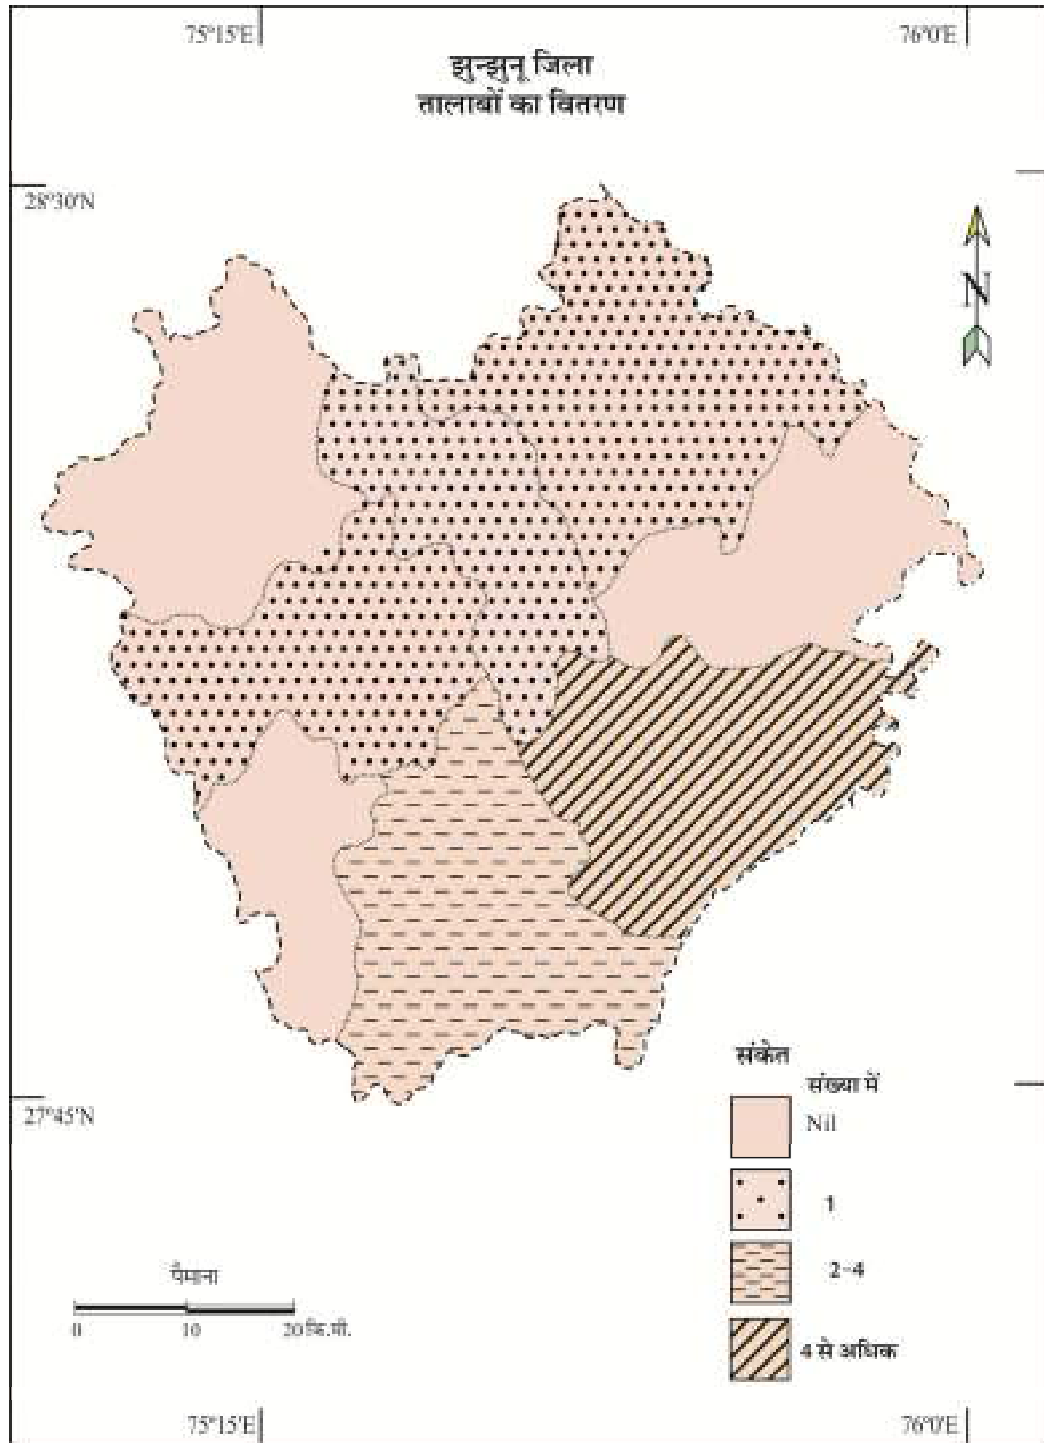 75°15'E
76°0'E
झुन्झुनू जिला
तालाबों का वितरण
28°30'N
N
27°45'N
संकेत
संख्या में
Nil
1
2-4
4 से अधिक
पैमाना
0 10 20 कि.मी.
75°15'E
76°0'E